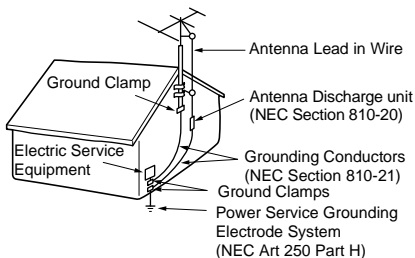 Antenna Lead in Wire
Ground Clamp
Antenna Discharge unit
(NEC Section 810-20)
Electric Service
Equipment
Grounding Conductors
(NEC Section 810-21)
Ground Clamps
Power Service Grounding
Electrode System
(NEC Art 250 Part H)